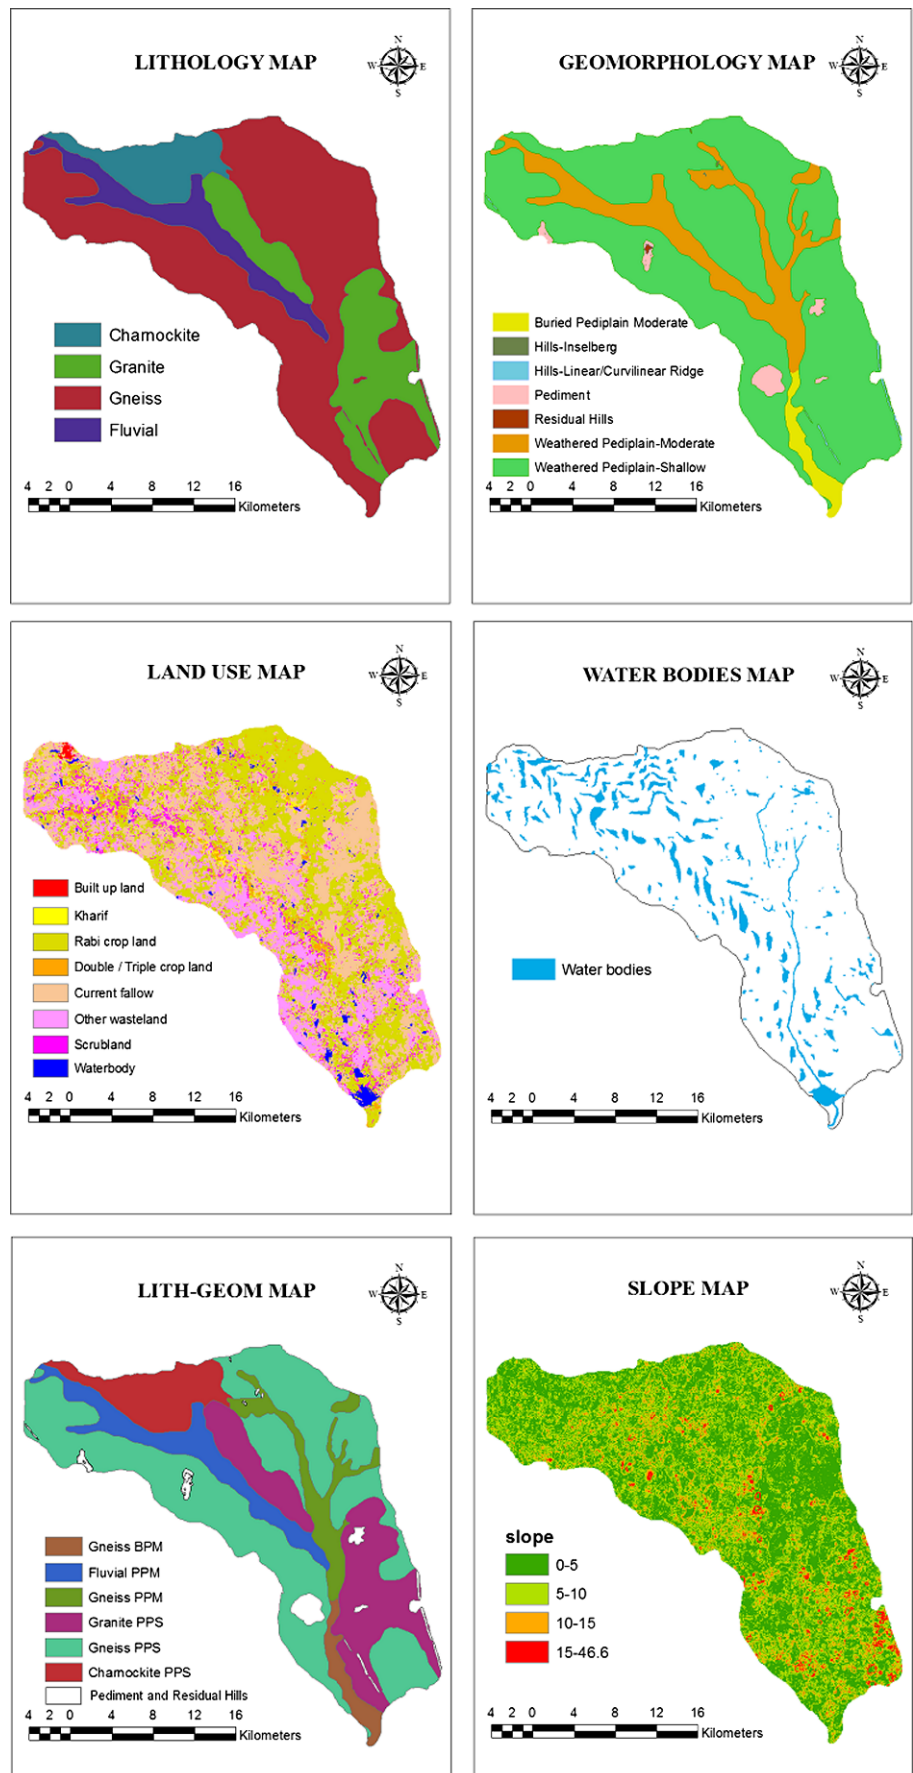 LITHOLOGY MAP
N
W E
S
Charnockite
Granite
Gneiss
Fluvial
4 2 0 4 8 12 16
Kilometers
GEOMORPHOLOGY MAP
N
W E
S
Buried Pediplain Moderate
Hills-Inselberg
Hills-Linear/Curvilinear Ridge
Pediment
Residual Hills
Weathered Pediplain-Moderate
Weathered Pediplain-Shallow
4 2 0 4 8 12 16
Kilometers
LAND USE MAP
N
W E
S
Built up land
Kharif
Rabi crop land
Double / Triple crop land
Current fallow
Other wasteland
Scrubland
Waterbody
4 2 0 4 8 12 16
Kilometers
WATER BODIES MAP
N
W E
S
Water bodies
4 2 0 4 8 12 16
Kilometers
LITH-GEOM MAP
N
W E
S
Gneiss BPM
Fluvial PPM
Gneiss PPM
Granite PPS
Gneiss PPS
Charnockite PPS
Pediment and Residual Hills
4 2 0 4 8 12 16
Kilometers
SLOPE MAP
N
W E
S
slope
0-5
5-10
10-15
15-46.6
4 2 0 4 8 12 16
Kilometers